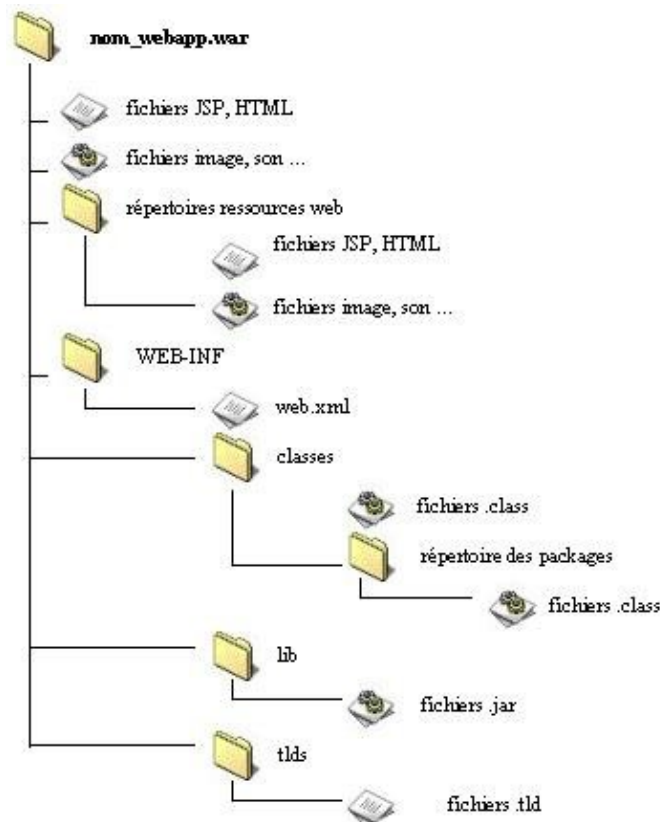 nom_webapp.war
fichiers JSP, HTML
fichiers image, son ...
répertoires ressources web
fichiers JSP, HTML
fichiers image, son ...
WEB-INF
web.xml
classes
fichiers .class
répertoire des packages
fichiers .class
lib
fichiers .jar
tlds
fichiers .tld